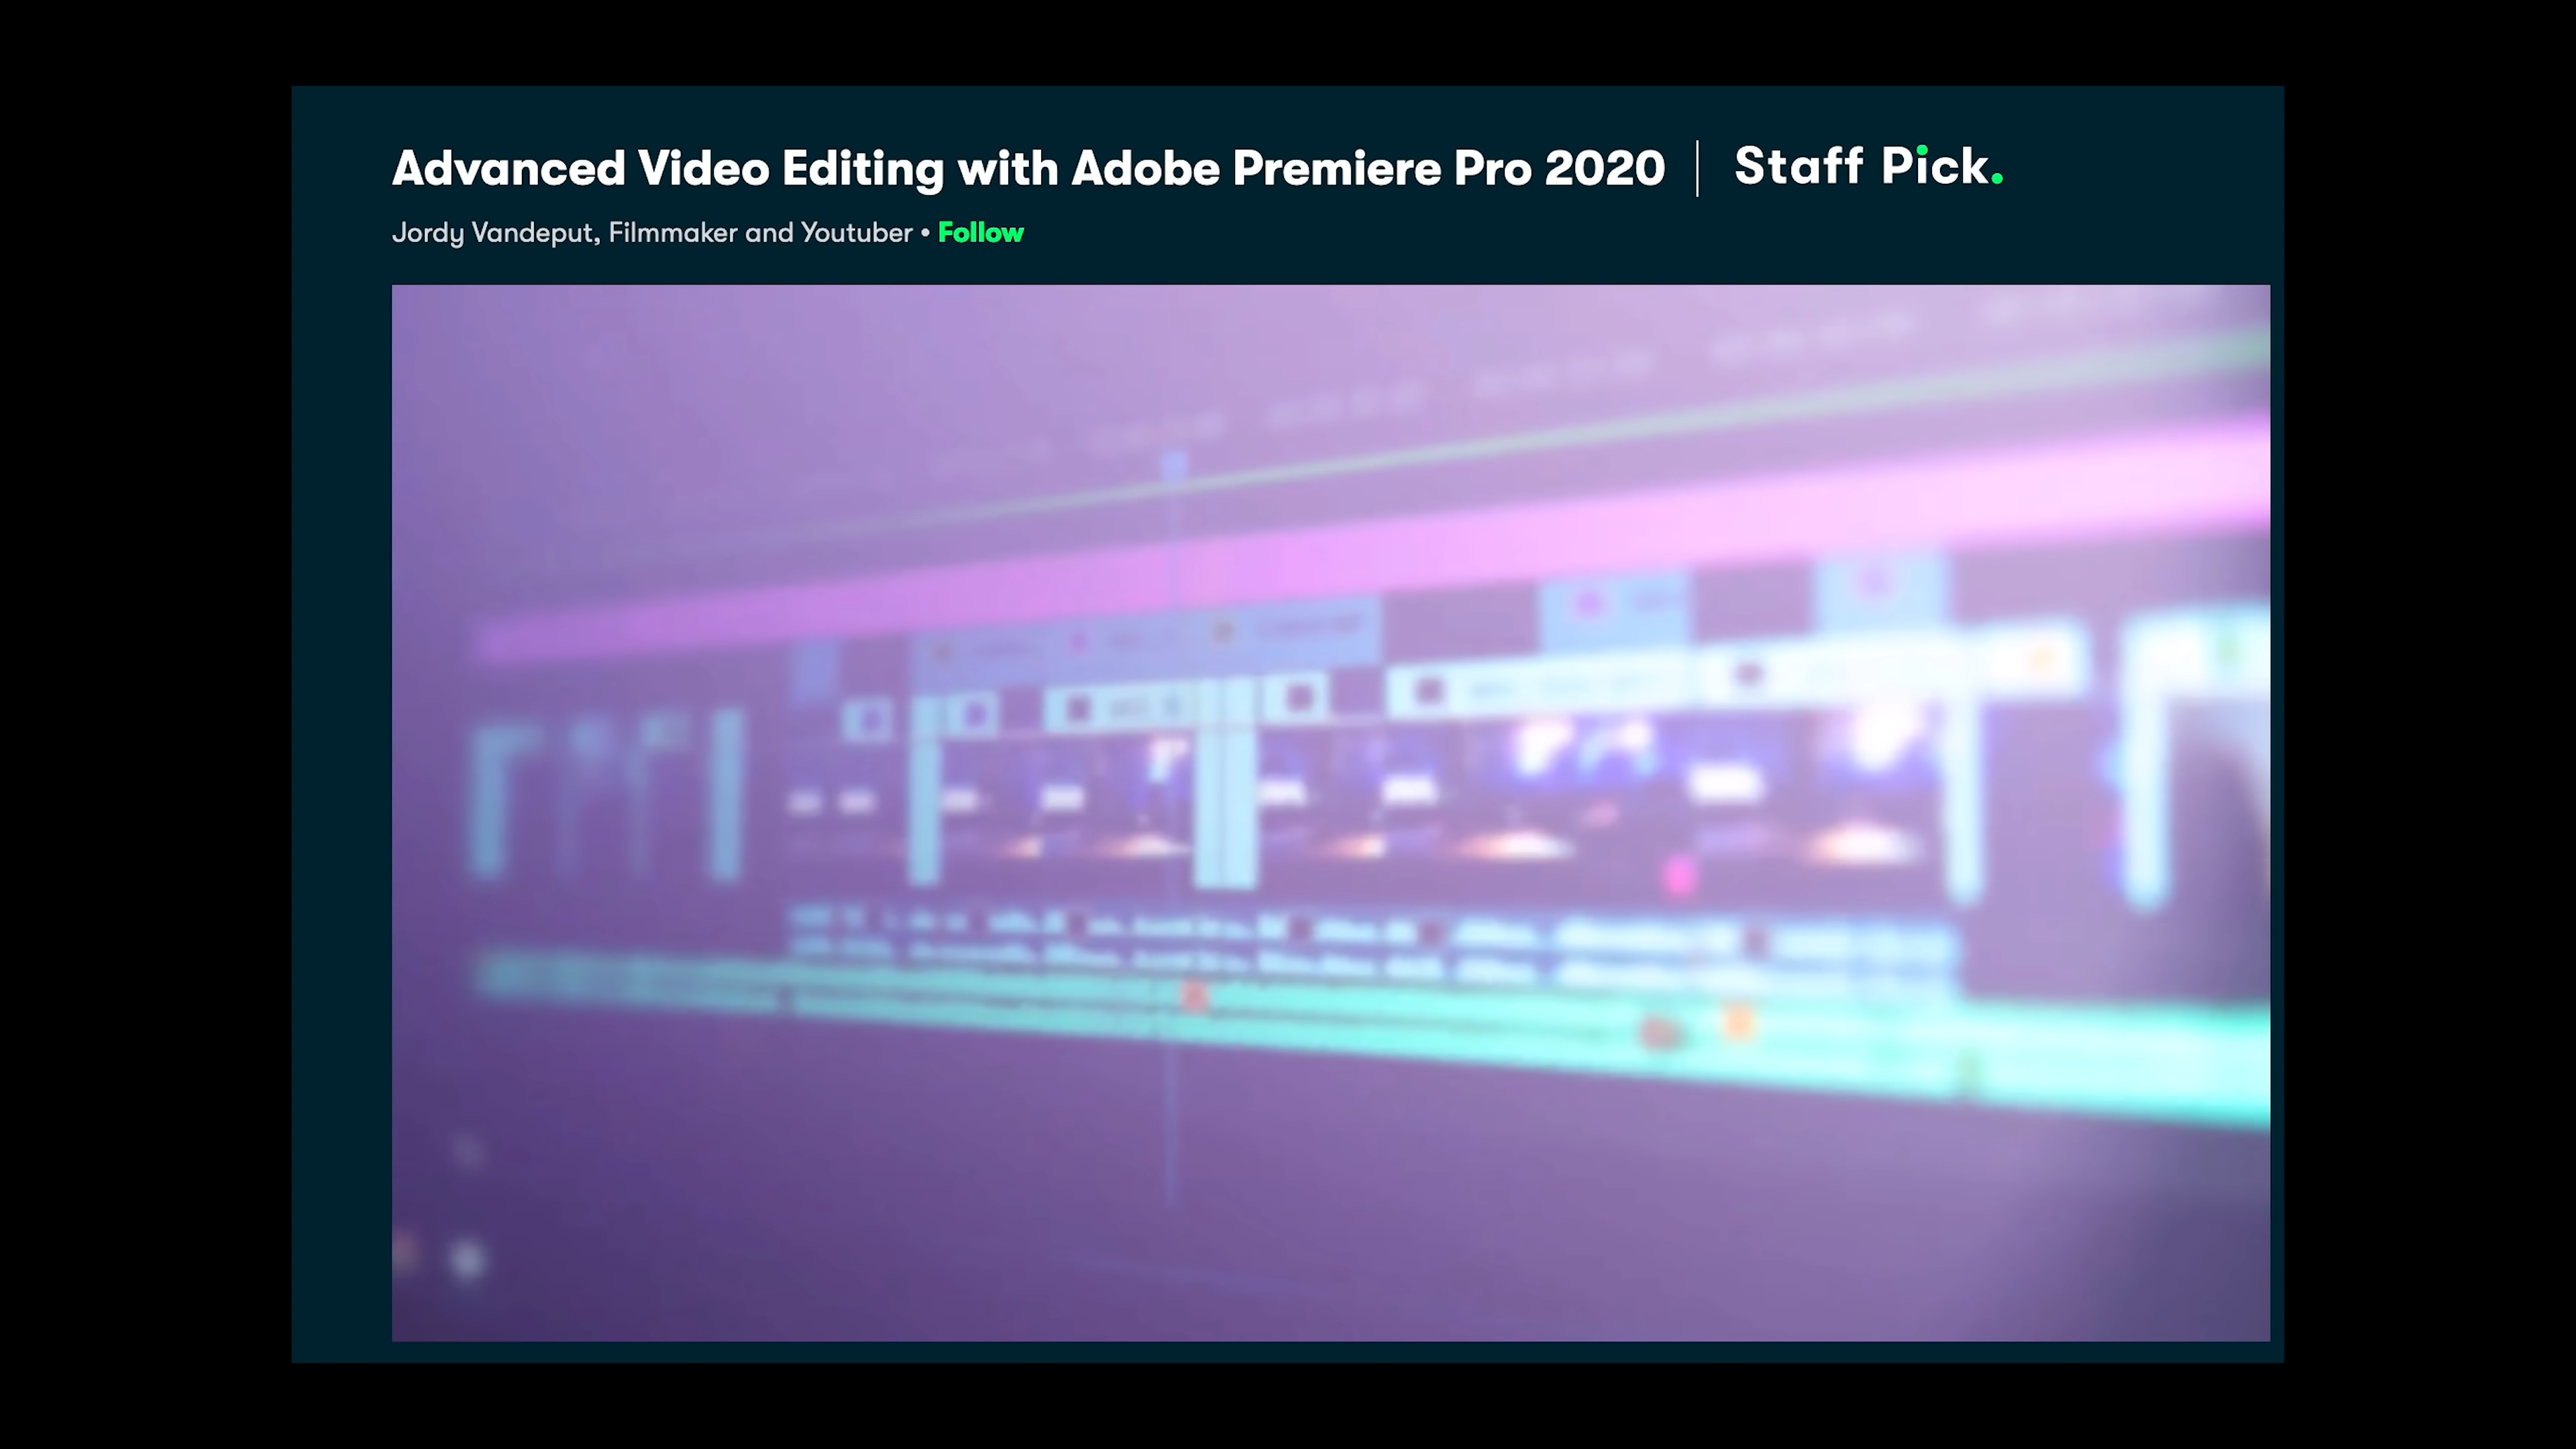 Advanced Video Editing with Adobe Premiere Pro 2020 | Staff Pick.
Jordy Vandeput, Filmmaker and Youtuber • Follow